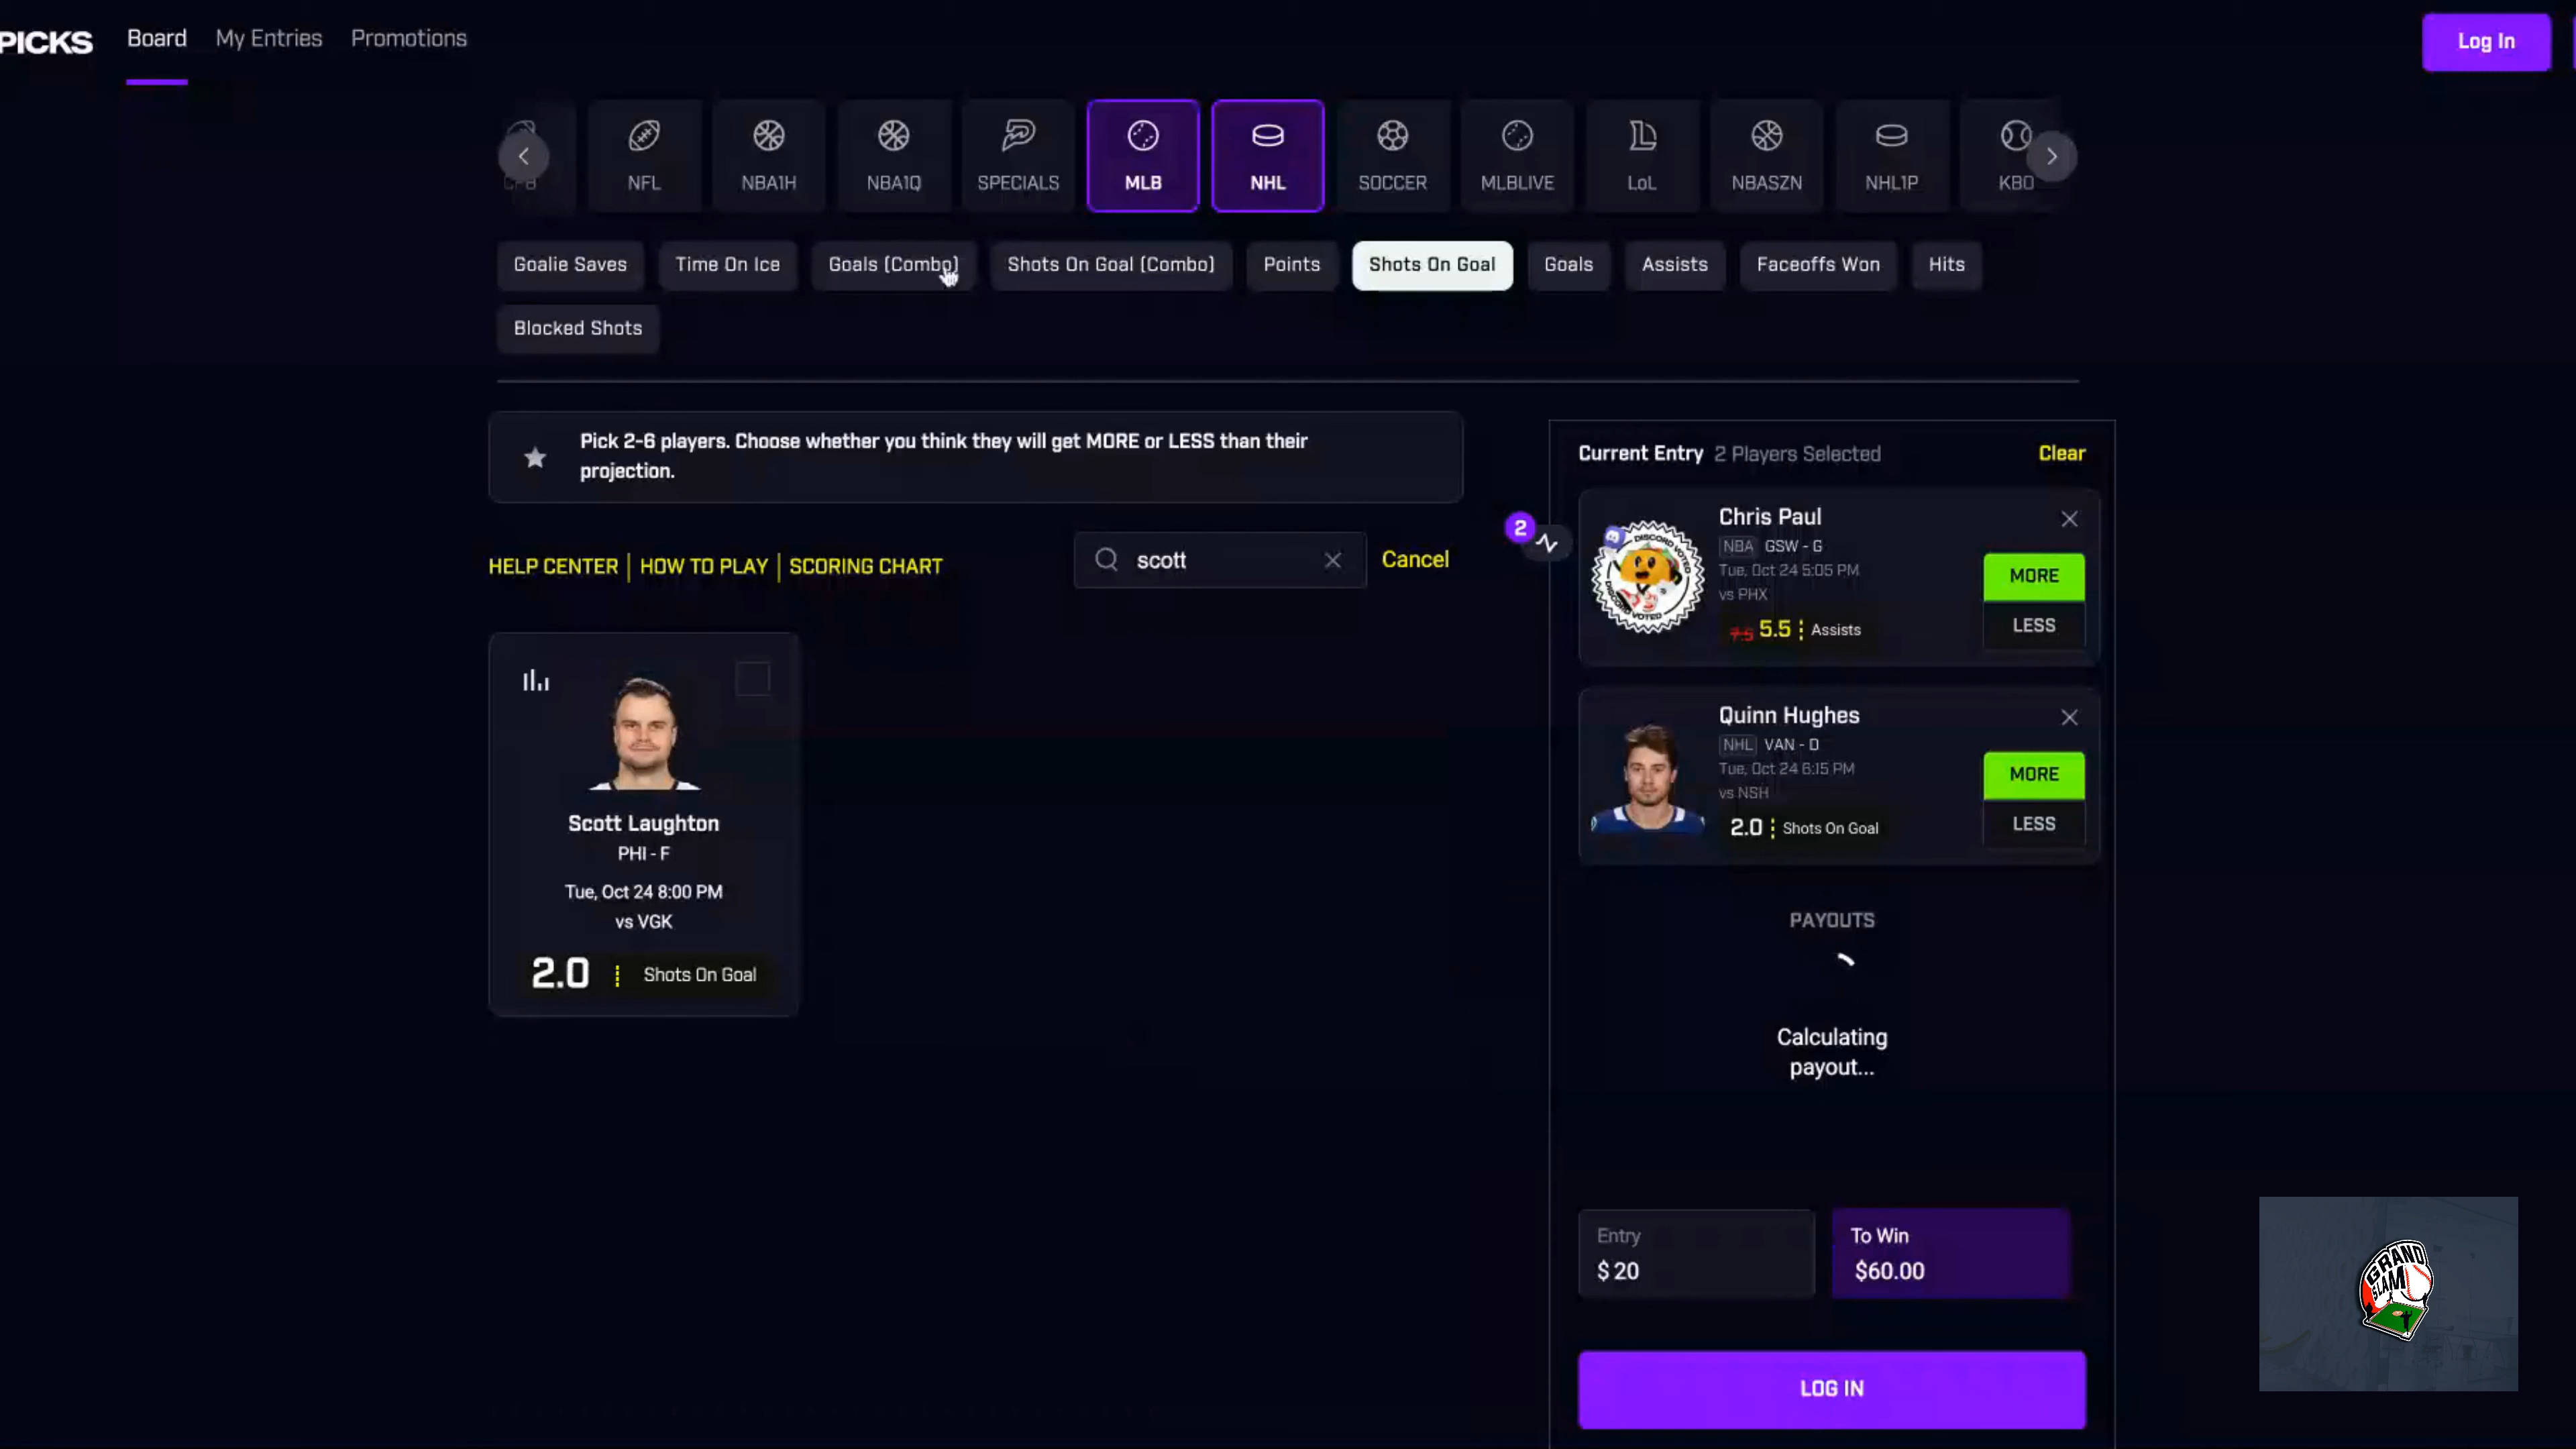 PICKS
Board
My Entries
Promotions
Log In
NFL
NBA1H
NBA1Q
SPECIALS
MLB
NHL
SOCCER
MLBLIVE
LoL
NBASZN
NHL1P
KBO
Goalie Saves
Time On Ice
Goals (Combo)
Shots On Goal (Combo)
Points
Shots On Goal
Goals
Assists
Faceoffs Won
Hits
Blocked Shots
Pick 2-6 players. Choose whether you think they will get MORE or LESS than their
projection.
HELP CENTER
HOW TO PLAY
SCORING CHART
scott
Cancel
Scott Laughton
PHI - F
Tue, Oct 24 8:00 PM
vs VGK
2.0 Shots On Goal
Current Entry 2 Players Selected
Clear
2
DISCORD VOTED
DISCORD VOTED
Chris Paul
NBA GSW - G
Tue, Oct 24 5:05 PM
vs PHX
7.5 5.5 Assists
MORE
LESS
Quinn Hughes
NHL VAN - D
Tue, Oct 24 6:15 PM
vs NSH
2.0 Shots On Goal
MORE
LESS
PAYOUTS
Calculating
payout...
Entry
$ 20
To Win
$60.00
LOG IN
GRAND
SLAM